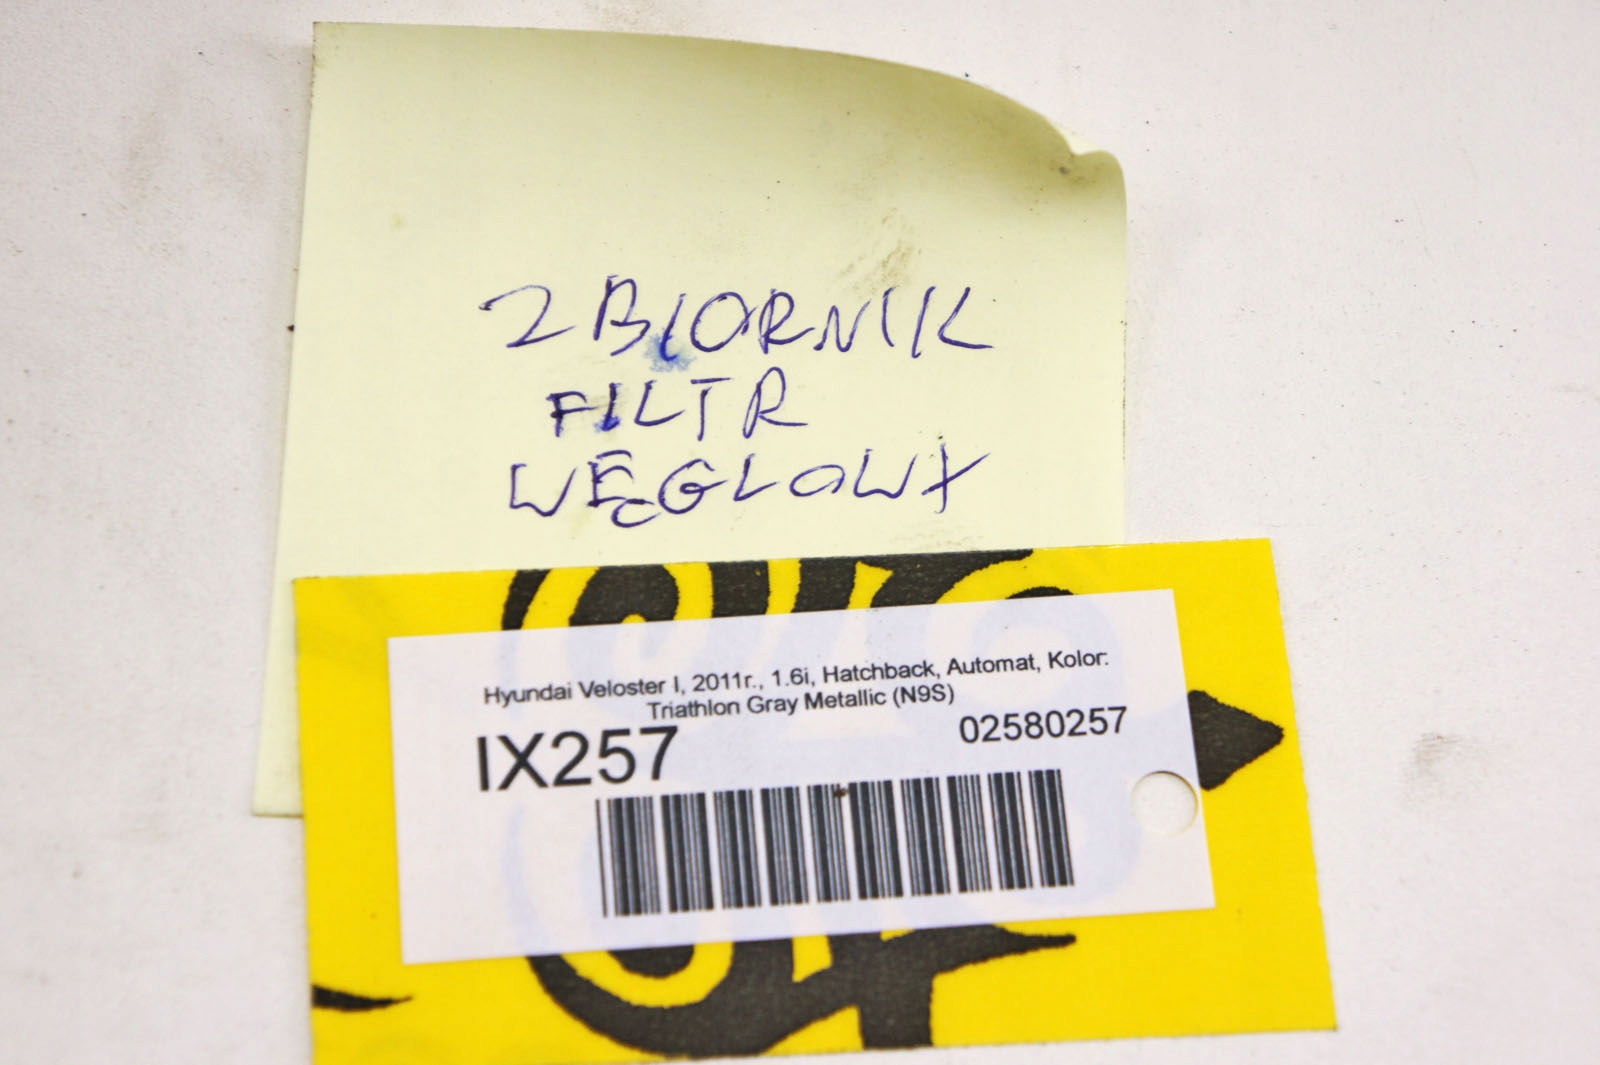 ZBIORNIK
FILTR
WĘGLOWY
Hyundai Veloster I, 2011r., 1.6i, Hatchback, Automat, Kolor:
Triathlon Gray Metallic (N9S)
IX257
02580257